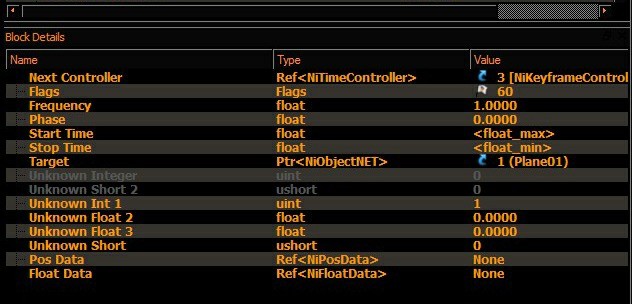 Block Details
Name Type Value
Next Controller Ref<NiTimeController> 3 [NiKeyframeControl
Flags Flags 60
Frequency float 1.0000
Phase float 0.0000
Start Time float <float_max>
Stop Time float <float_min>
Target Ptr<NiObjectNET> 1 (Plane01)
Unknown Integer uint 0
Unknown Short 2 ushort 0
Unknown Int 1 uint 1
Unknown Float 2 float 0.0000
Unknown Float 3 float 0.0000
Unknown Short ushort 0
Pos Data Ref<NiPosData> None
Float Data Ref<NiFloatData> None